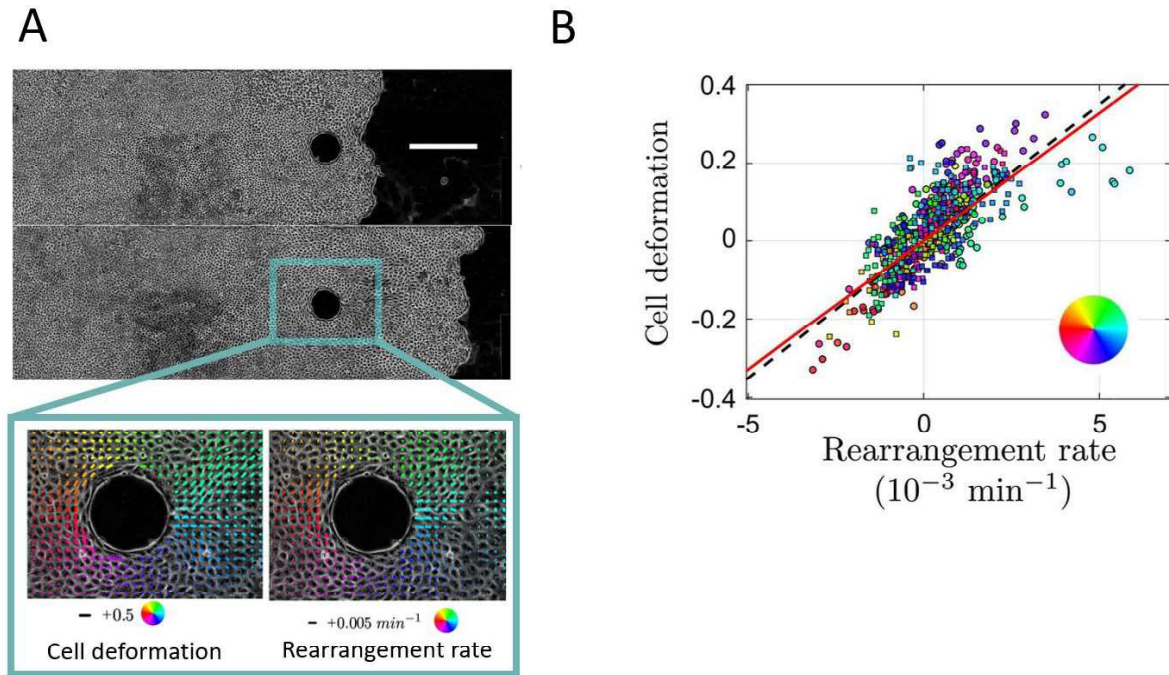 A
+0.5
+0.005 min⁻¹
Cell deformation
Rearrangement rate
B
0.4
0.2
0
-0.2
-0.4
Cell deformation
-5
0
5
Rearrangement rate
(10⁻³ min⁻¹)